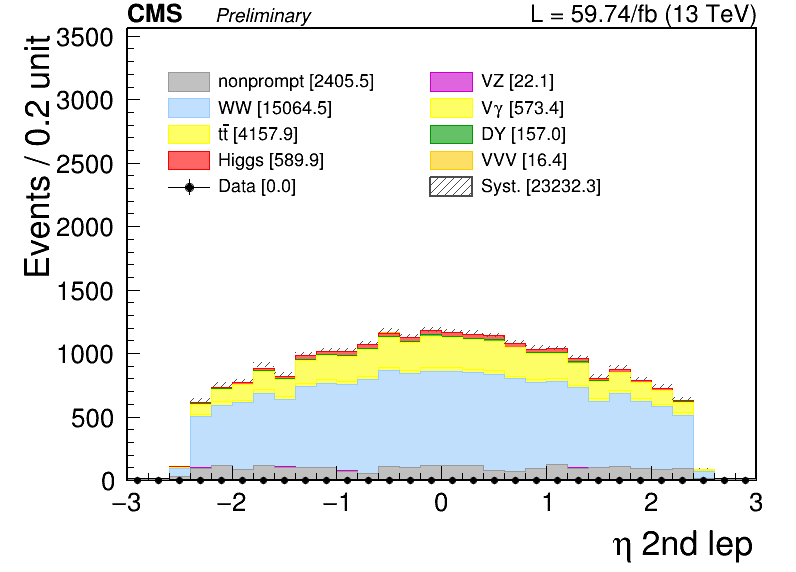 CMS Preliminary L = 59.74/fb (13 TeV)
Events / 0.2 unit
3500
3000
2500
2000
1500
1000
500
0
nonprompt [2405.5]
WW [15064.5]
tt̄ [4157.9]
Higgs [589.9]
Data [0.0]
VZ [22.1]
Vγ [573.4]
DY [157.0]
VVV [16.4]
Syst. [23232.3]
−3 −2 −1 0 1 2 3
η 2nd lep